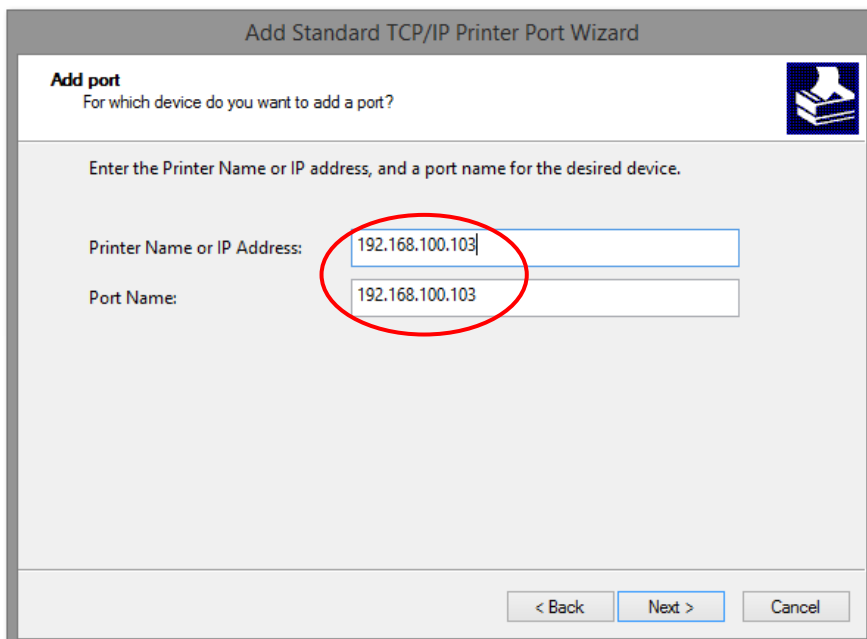 Add Standard TCP/IP Printer Port Wizard
Add port
For which device do you want to add a port?
Enter the Printer Name or IP address, and a port name for the desired device.
Printer Name or IP Address: 192.168.100.103
Port Name: 192.168.100.103
< Back Next > Cancel